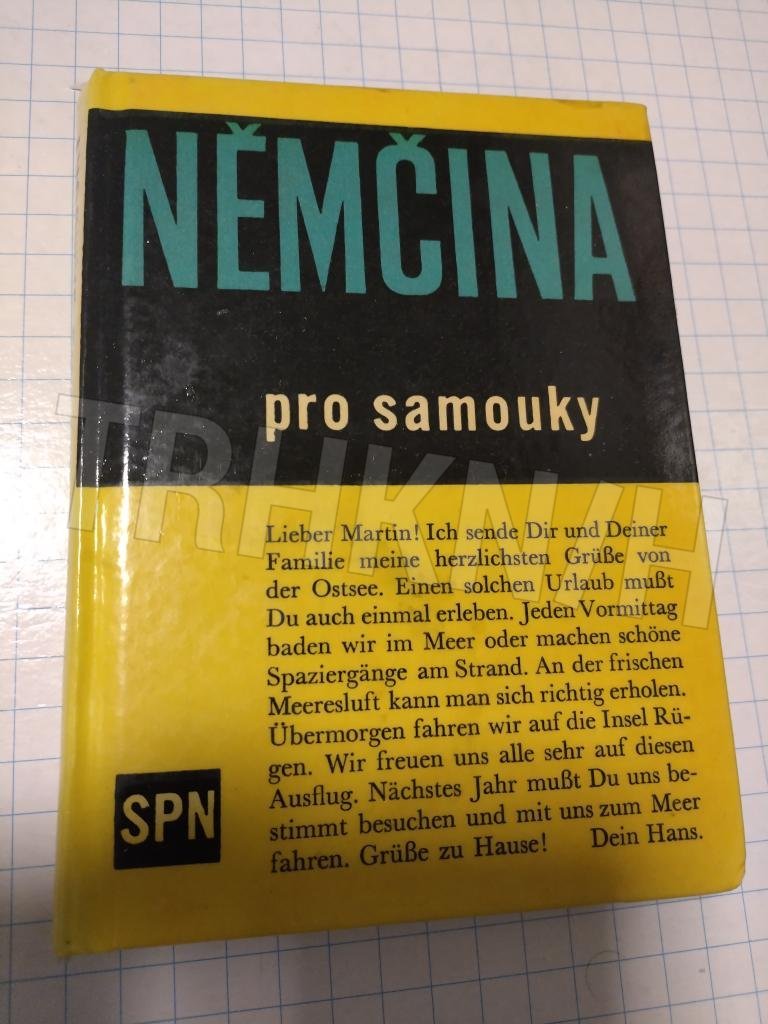 NĚMČINA
pro samouky
TRHKNIH
Lieber Martin! Ich sende Dir und Deiner
Familie meine herzlichsten Grüße von
der Ostsee. Einen solchen Urlaub mußt
Du auch einmal erleben. Jeden Vormittag
baden wir im Meer oder machen schöne
Spaziergänge am Strand. An der frischen
Meeresluft kann man sich richtig erholen.
Übermorgen fahren wir auf die Insel Rü-
gen. Wir freuen uns alle sehr auf diesen
Ausflug. Nächstes Jahr mußt Du uns be-
stimmt besuchen und mit uns zum Meer
fahren. Grüße zu Hause! Dein Hans.
SPN